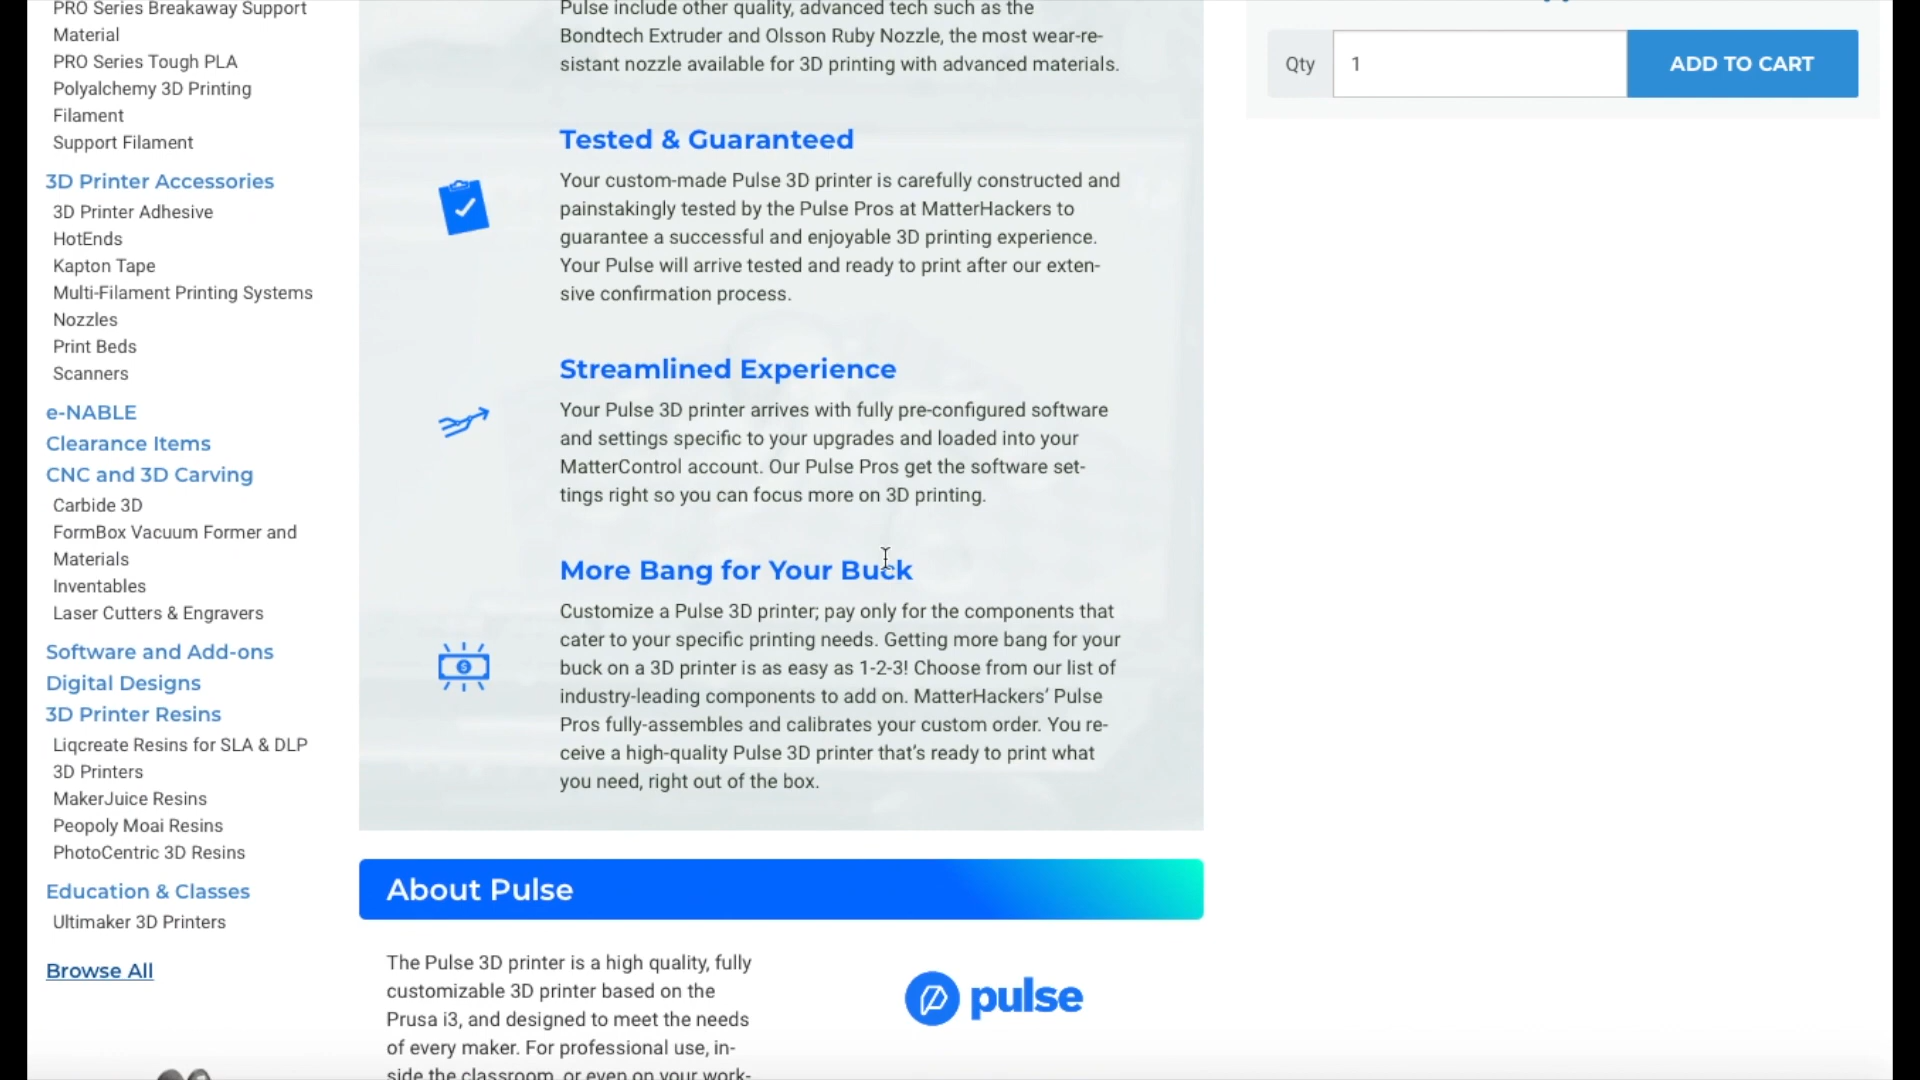 PRO Series Breakaway Support
Material
PRO Series Tough PLA
Polyalchemy 3D Printing
Filament
Support Filament
3D Printer Accessories
3D Printer Adhesive
HotEnds
Kapton Tape
Multi-Filament Printing Systems
Nozzles
Print Beds
Scanners
e-NABLE
Clearance Items
CNC and 3D Carving
Carbide 3D
FormBox Vacuum Former and
Materials
Inventables
Laser Cutters & Engravers
Software and Add-ons
Digital Designs
3D Printer Resins
Liqcreate Resins for SLA & DLP
3D Printers
MakerJuice Resins
Peopoly Moai Resins
PhotoCentric 3D Resins
Education & Classes
Ultimaker 3D Printers
Browse All
Pulse include other quality, advanced tech such as the
Bondtech Extruder and Olsson Ruby Nozzle, the most wear-re-
sistant nozzle available for 3D printing with advanced materials.
Tested & Guaranteed
Your custom-made Pulse 3D printer is carefully constructed and
painstakingly tested by the Pulse Pros at MatterHackers to
guarantee a successful and enjoyable 3D printing experience.
Your Pulse will arrive tested and ready to print after our exten-
sive confirmation process.
Streamlined Experience
Your Pulse 3D printer arrives with fully pre-configured software
and settings specific to your upgrades and loaded into your
MatterControl account. Our Pulse Pros get the software set-
tings right so you can focus more on 3D printing.
More Bang for Your Buck
Customize a Pulse 3D printer; pay only for the components that
cater to your specific printing needs. Getting more bang for your
buck on a 3D printer is as easy as 1-2-3! Choose from our list of
industry-leading components to add on. MatterHackers’ Pulse
Pros fully-assembles and calibrates your custom order. You re-
ceive a high-quality Pulse 3D printer that’s ready to print what
you need, right out of the box.
About Pulse
The Pulse 3D printer is a high quality, fully
customizable 3D printer based on the
Prusa i3, and designed to meet the needs
of every maker. For professional use, in-
side the classroom, or even on your work-
pulse
Qty 1 ADD TO CART